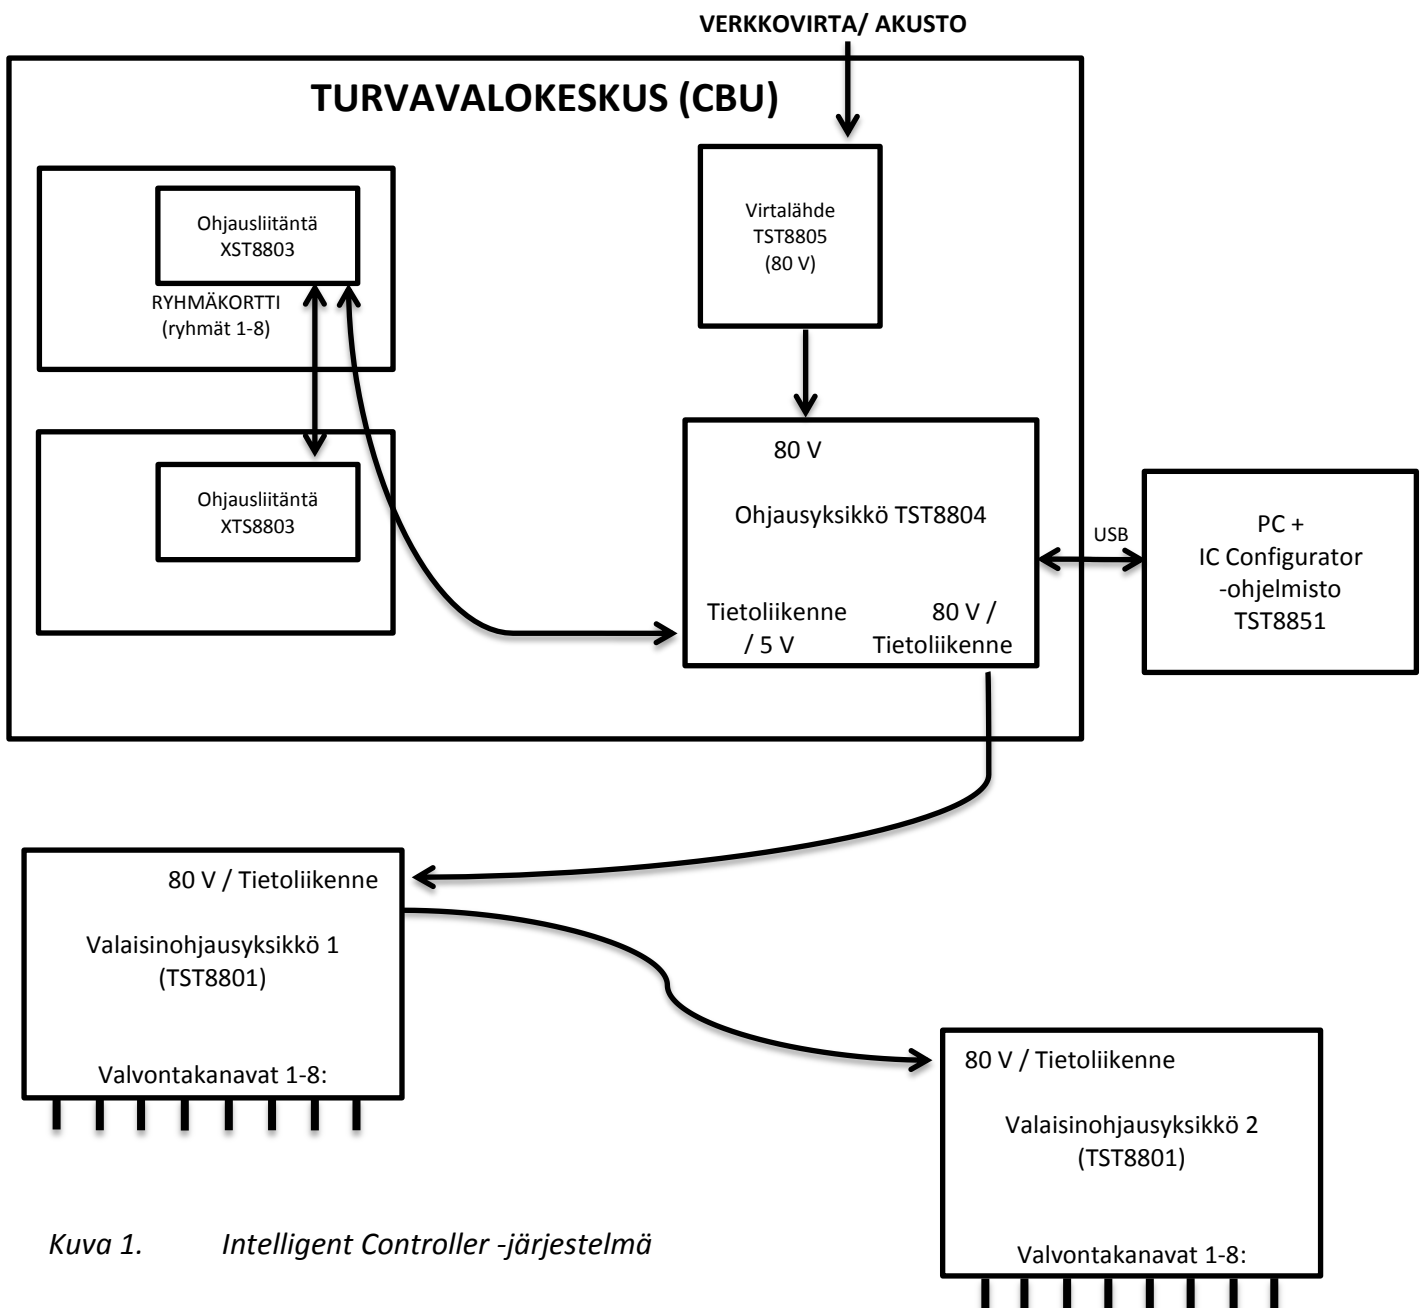 VERKKOVIRTA/ AKUSTO
TURVAVALOKESKUS (CBU)
Ohjausliitäntä
XST8803
RYHMÄKORTTI
(ryhmät 1-8)
Ohjausliitäntä
XTS8803
Virtalähde
TST8805
(80 V)
80 V
Ohjausyksikkö TST8804
Tietoliikenne
/ 5 V
80 V /
Tietoliikenne
USB
PC +
IC Configurator
-ohjelmisto
TST8851
80 V / Tietoliikenne
Valaisinohjausyksikkö 1
(TST8801)
Valvontakanavat 1-8:
80 V / Tietoliikenne
Valaisinohjausyksikkö 2
(TST8801)
Valvontakanavat 1-8:
Kuva 1. Intelligent Controller -järjestelmä